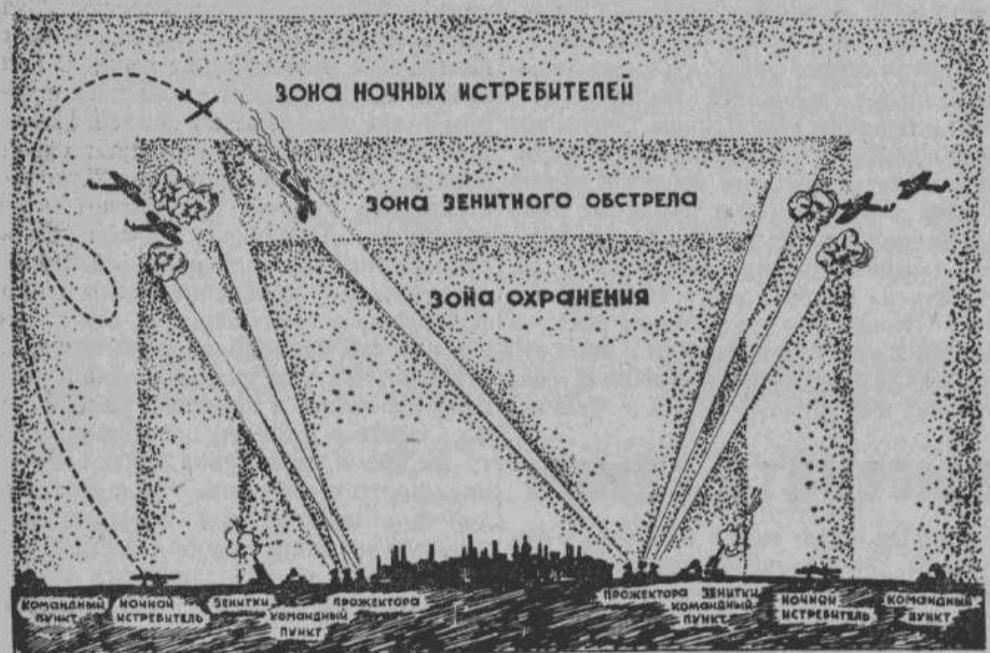 ЗОНА НОЧНЫХ ИСТРЕБИТЕЛЕЙ
ЗОНА ЗЕНИТНОГО ОБСТРЕЛА
ЗОНА ОХРАНЕНИЯ
КОМАНДНЫЙ
ПУНКТ
НОЧНОЙ
ИСТРЕБИТЕЛЬ
ЗЕНИТКИ
КОМАНДНЫЙ
ПУНКТ
ПРОЖЕКТОРА
ПРОЖЕКТОРА
ЗЕНИТКИ
КОМАНДНЫЙ
ПУНКТ
НОЧНОЙ
ИСТРЕБИТЕЛЬ
КОМАНДНЫЙ
ПУНКТ